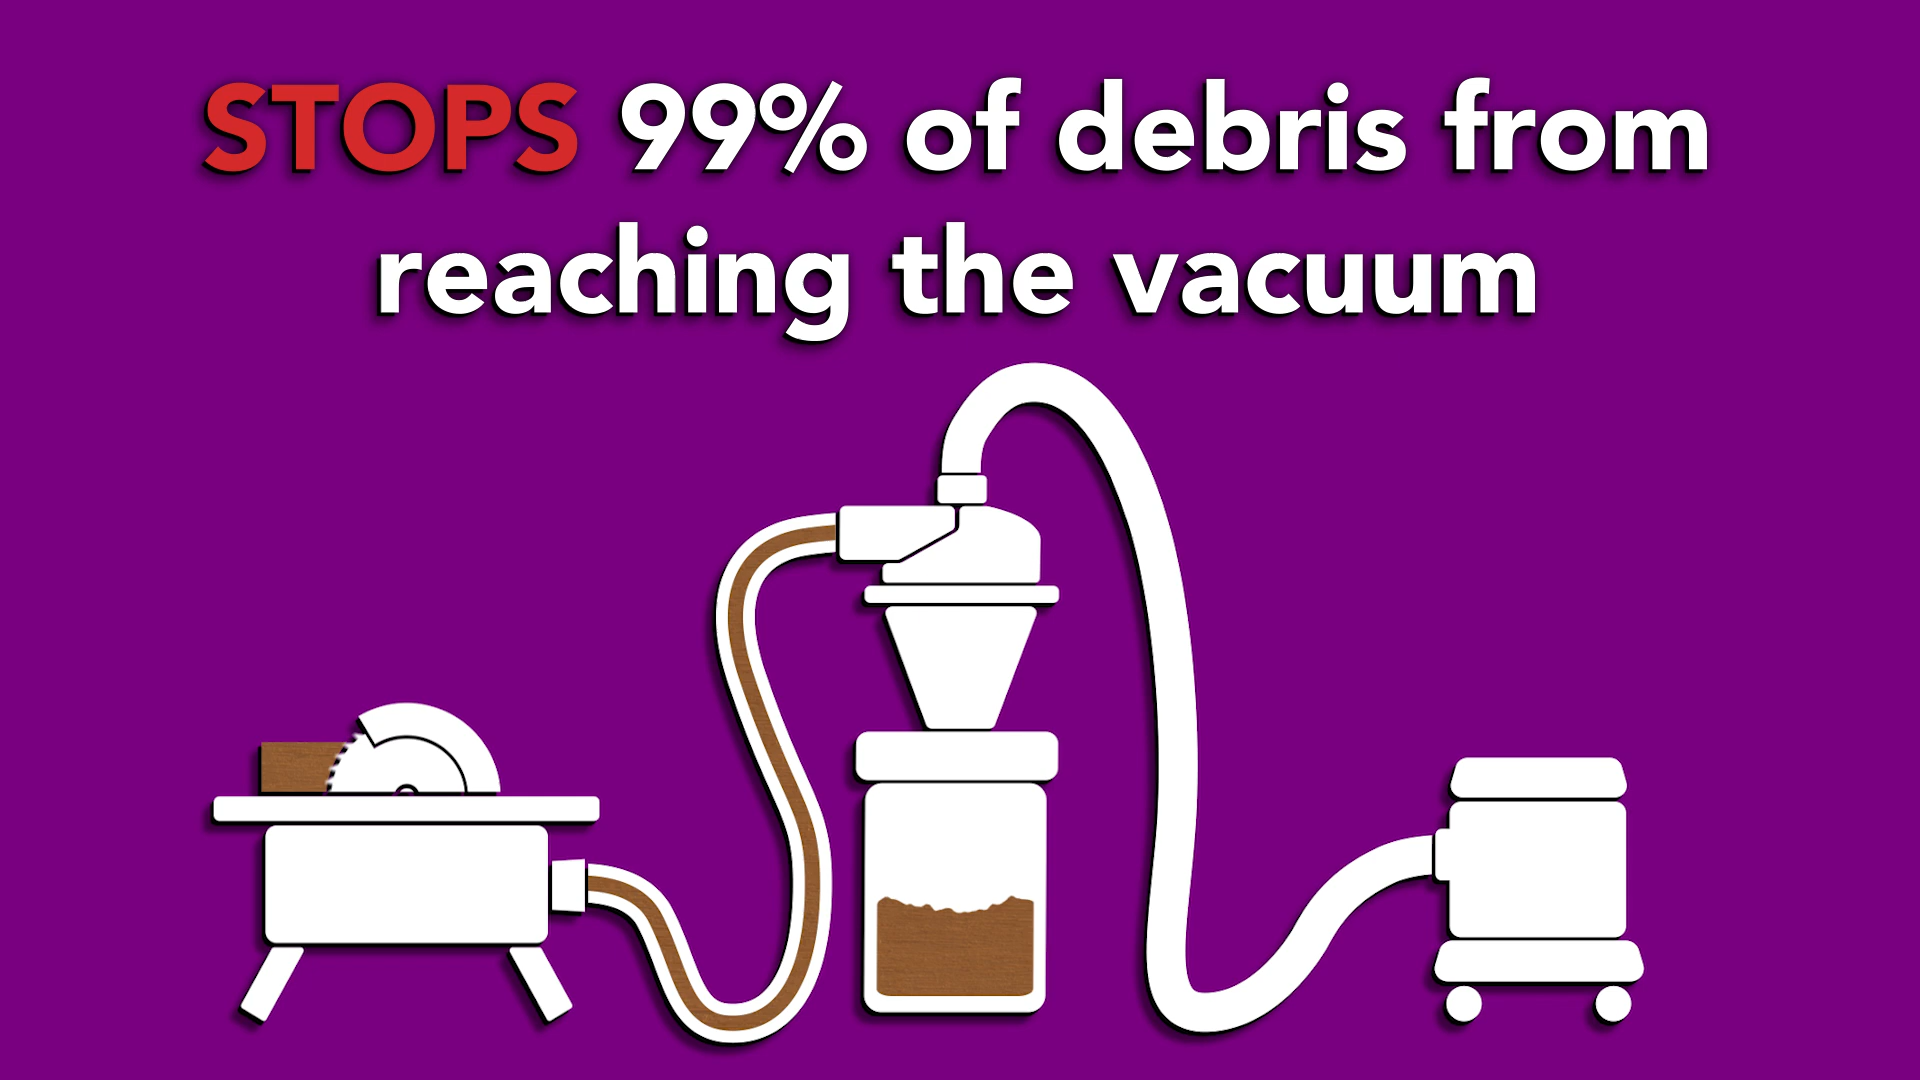 STOPS 99% of debris from
reaching the vacuum